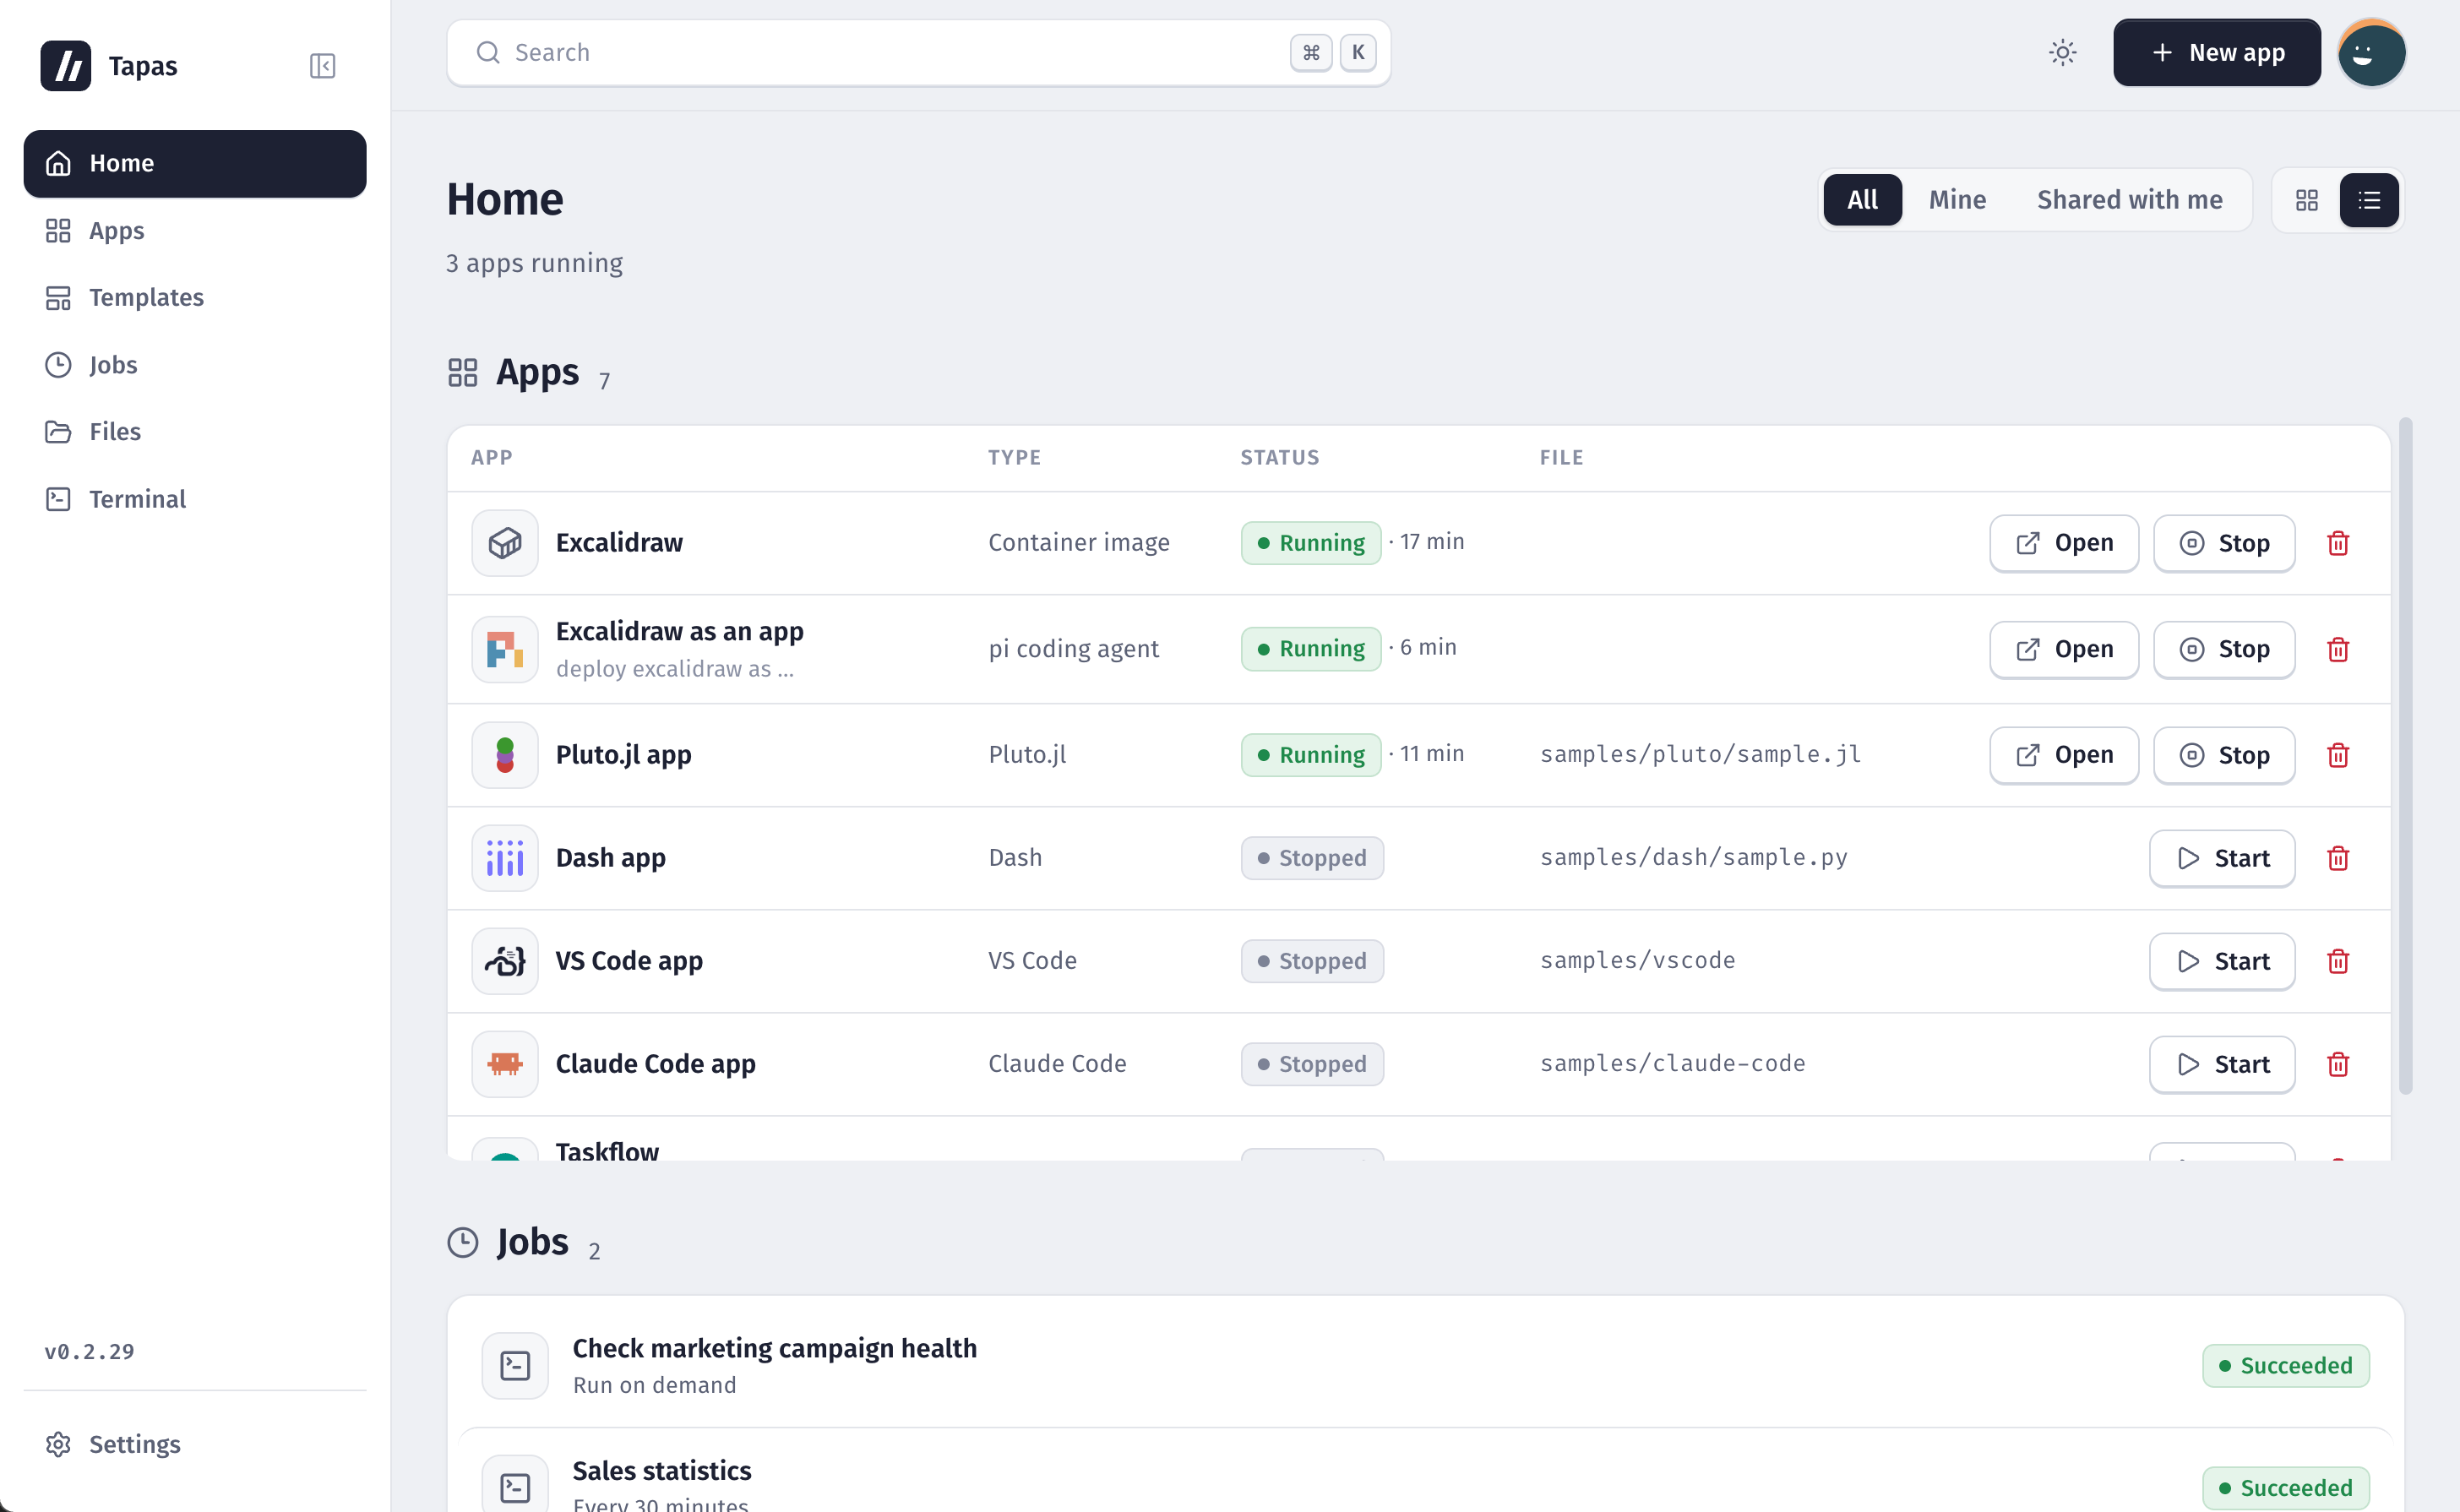 Tapas
Search ⌘ K
New app
Home
Apps
Templates
Jobs
Files
Terminal
v0.2.29
Settings
Home
3 apps running
All Mine Shared with me
Apps 7
APP TYPE STATUS FILE
Excalidraw Container image Running · 17 min Open Stop
Excalidraw as an app
deploy excalidraw as ...
pi coding agent Running · 6 min Open Stop
Pluto.jl app Pluto.jl Running · 11 min samples/pluto/sample.jl Open Stop
Dash app Dash Stopped samples/dash/sample.py Start
VS Code app VS Code Stopped samples/vscode Start
Claude Code app Claude Code Stopped samples/claude-code Start
Taskflow
Jobs 2
Check marketing campaign health
Run on demand
Succeeded
Sales statistics
Every 30 minutes
Succeeded